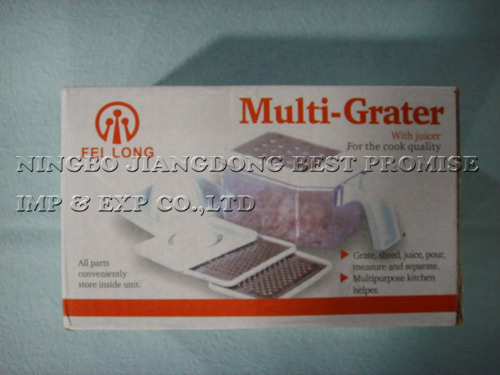 Multi-Grater
With juicer
For the cook quality
FEI LONG
NINGBO JIANGDONG BEST PROMISE
IMP & EXP CO.,LTD
All parts
conveniently
store inside unit.
Grate, shred, juice, pour,
measure and separate.
Multipurpose kitchen
helper.